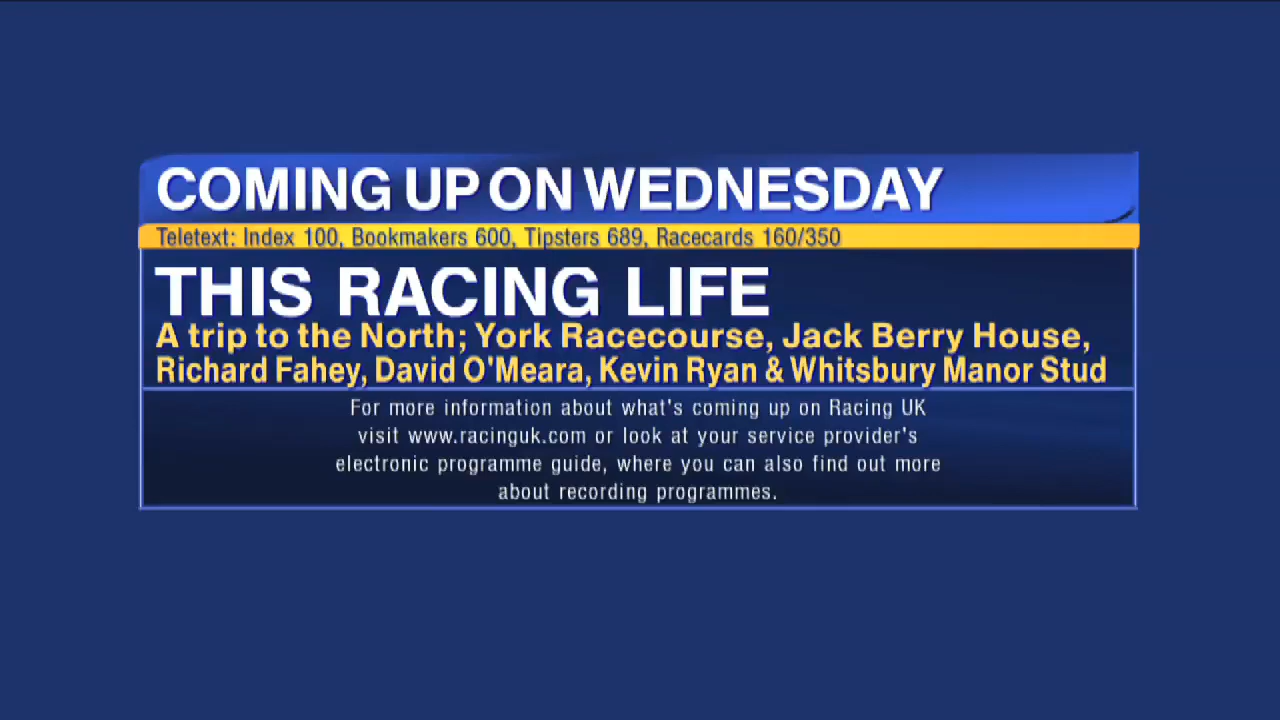 COMING UP ON WEDNESDAY
Teletext: Index 100, Bookmakers 600, Tipsters 689, Racecards 160/350
THIS RACING LIFE
A trip to the North; York Racecourse, Jack Berry House,
Richard Fahey, David O'Meara, Kevin Ryan & Whitsbury Manor Stud
For more information about what's coming up on Racing UK
visit www.racinguk.com or look at your service provider's
electronic programme guide, where you can also find out more
about recording programmes.